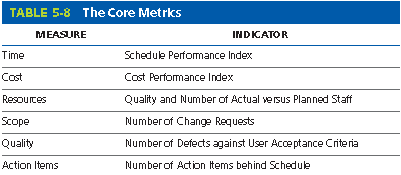 TABLE 5-8 The Core Metrics
MEASURE INDICATOR
Time Schedule Performance Index
Cost Cost Performance Index
Resources Quality and Number of Actual versus Planned Staff
Scope Number of Change Requests
Quality Number of Defects against User Acceptance Criteria
Action Items Number of Action Items behind Schedule